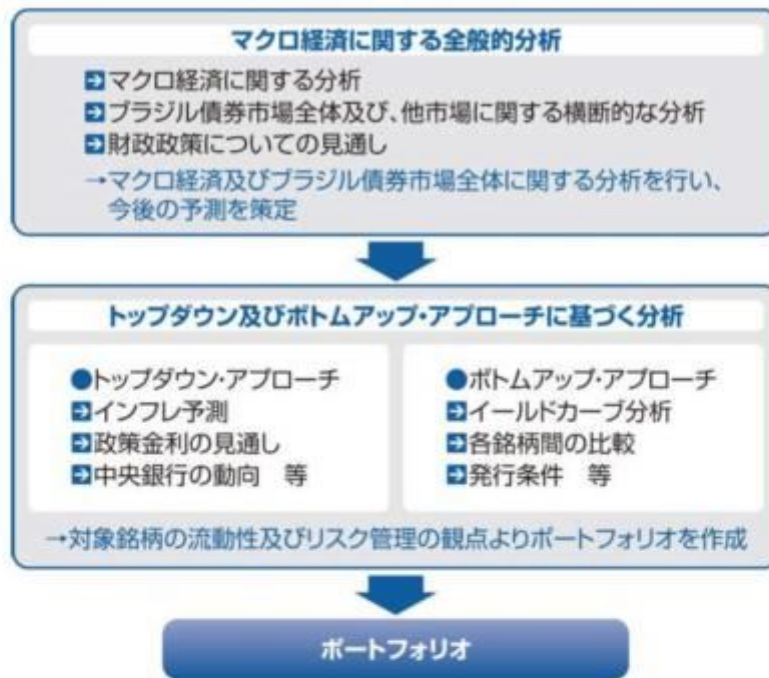 マクロ経済に関する全般的分析
マクロ経済に関する分析
ブラジル債券市場全体及び、他市場に関する横断的な分析
財政政策についての見通し
→マクロ経済及びブラジル債券市場全体に関する分析を行い、
今後の予測を策定
トップダウン及びボトムアップ・アプローチに基づく分析
●トップダウン・アプローチ
インフレ予測
政策金利の見通し
中央銀行の動向　等
●ボトムアップ・アプローチ
イールドカーブ分析
各銘柄間の比較
発行条件　等
→対象銘柄の流動性及びリスク管理の観点よりポートフォリオを作成
ポートフォリオ